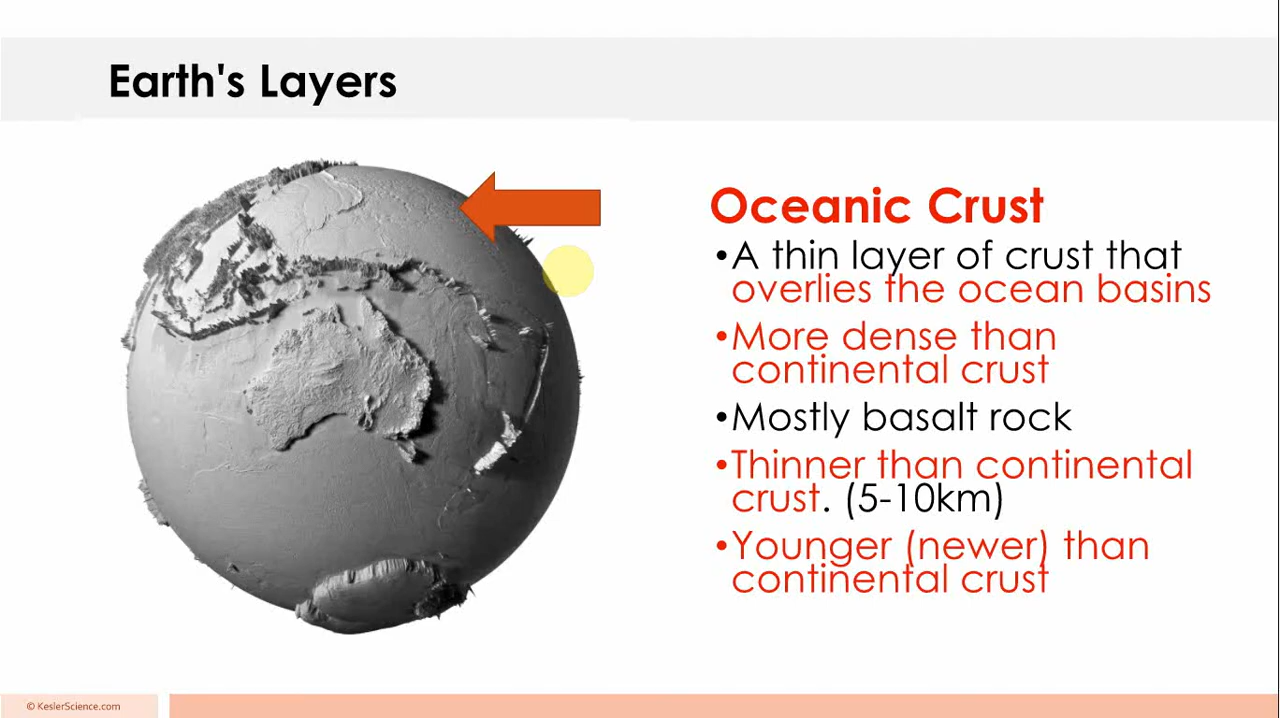 Earth's Layers
Oceanic Crust
•A thin layer of crust that
overlies the ocean basins
•More dense than
continental crust
•Mostly basalt rock
•Thinner than continental
crust. (5-10km)
•Younger (newer) than
continental crust
© KeslerScience.com